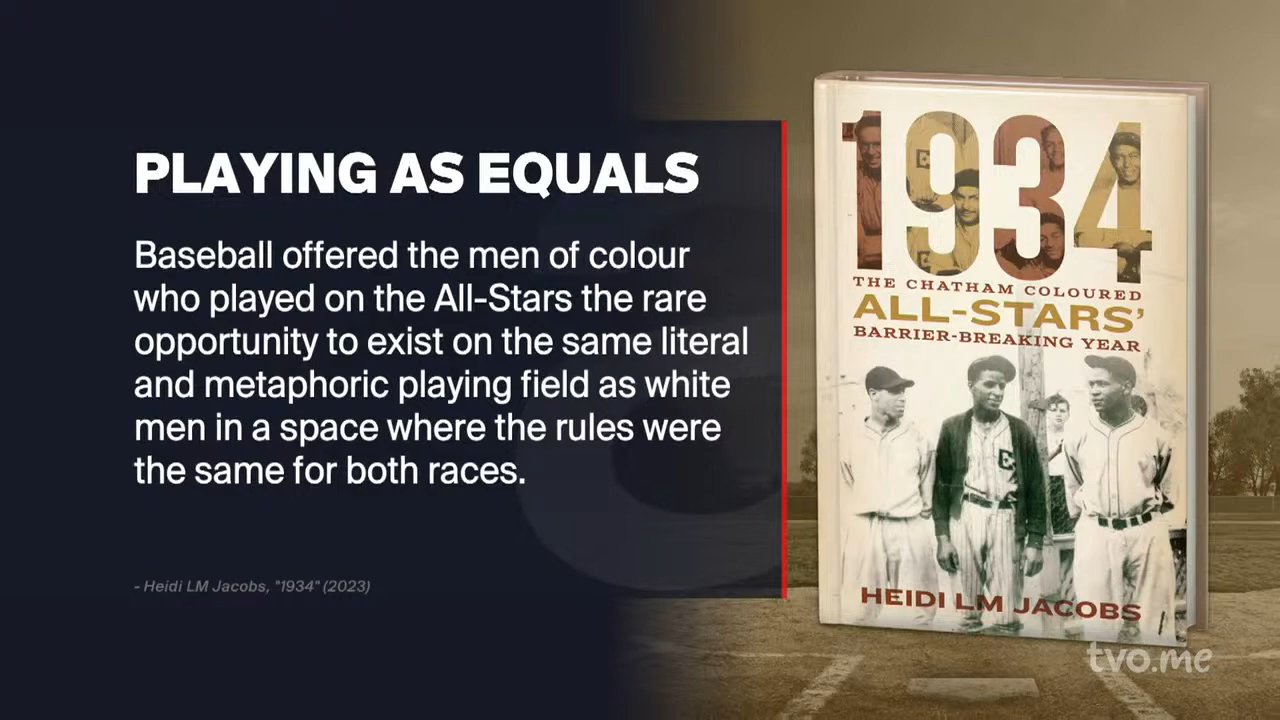 PLAYING AS EQUALS
Baseball offered the men of colour
who played on the All-Stars the rare
opportunity to exist on the same literal
and metaphoric playing field as white
men in a space where the rules were
the same for both races.
- Heidi LM Jacobs, "1934" (2023)
1934
THE CHATHAM COLOURED
ALL-STARS'
BARRIER-BREAKING YEAR
HEIDI LM JACOBS
tvo.me